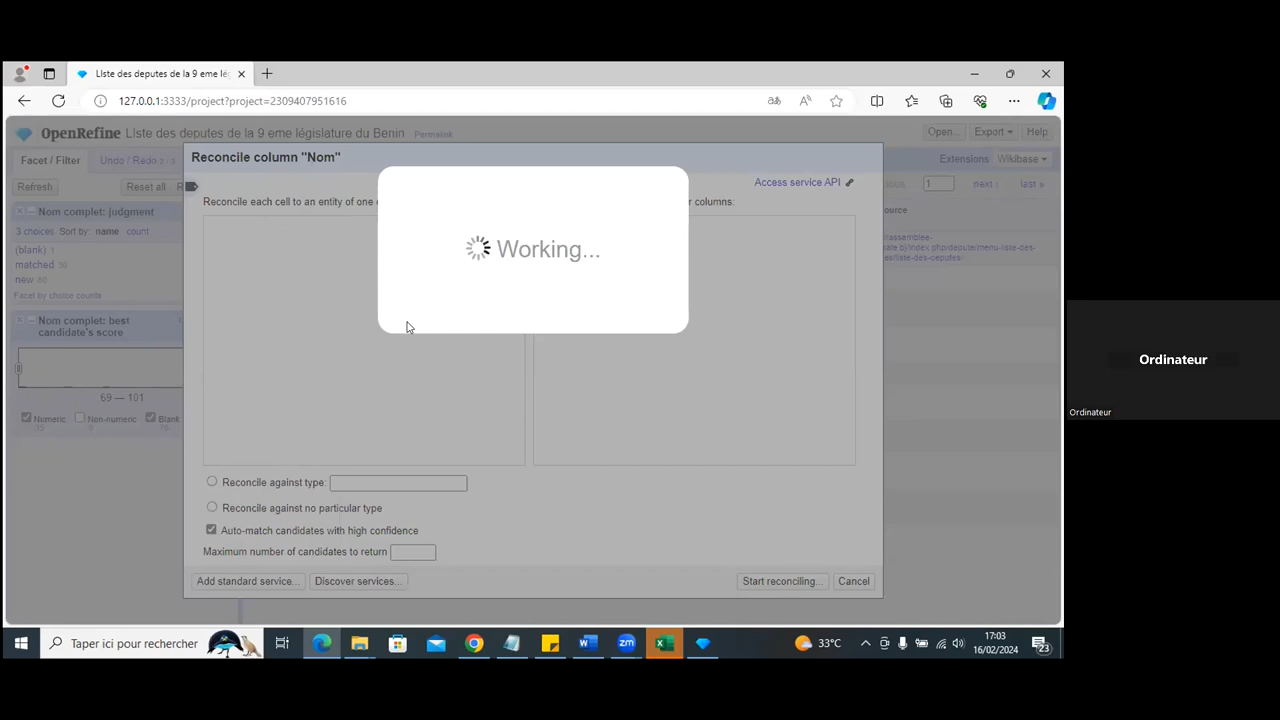 LIste des deputes de la 9 eme lég
127.0.0.1:3333/project?project=2309407951616
OpenRefine LIste des deputes de la 9 eme législature du Benin Permalink
Open... Export Help
Facet / Filter Undo / Redo
Extensions Wikibase
Refresh Reset all R
1 next › last »
Reconcile column "Nom"
Access service API
Reconcile each cell to an entity of one
r columns:
Working...
Nom complet: judgment
3 choices Sort by: name count
(blank) 1
matched 50
new
Facet by choice counts
Nom complet: best
candidate's score
69 — 101
Numeric Non-numeric Blank
Reconcile against type:
Reconcile against no particular type
Auto-match candidates with high confidence
Maximum number of candidates to return
Add standard service... Discover services... Start reconciling... Cancel
Ordinateur
Ordinateur
Taper ici pour rechercher
33°C
17:03
16/02/2024
23